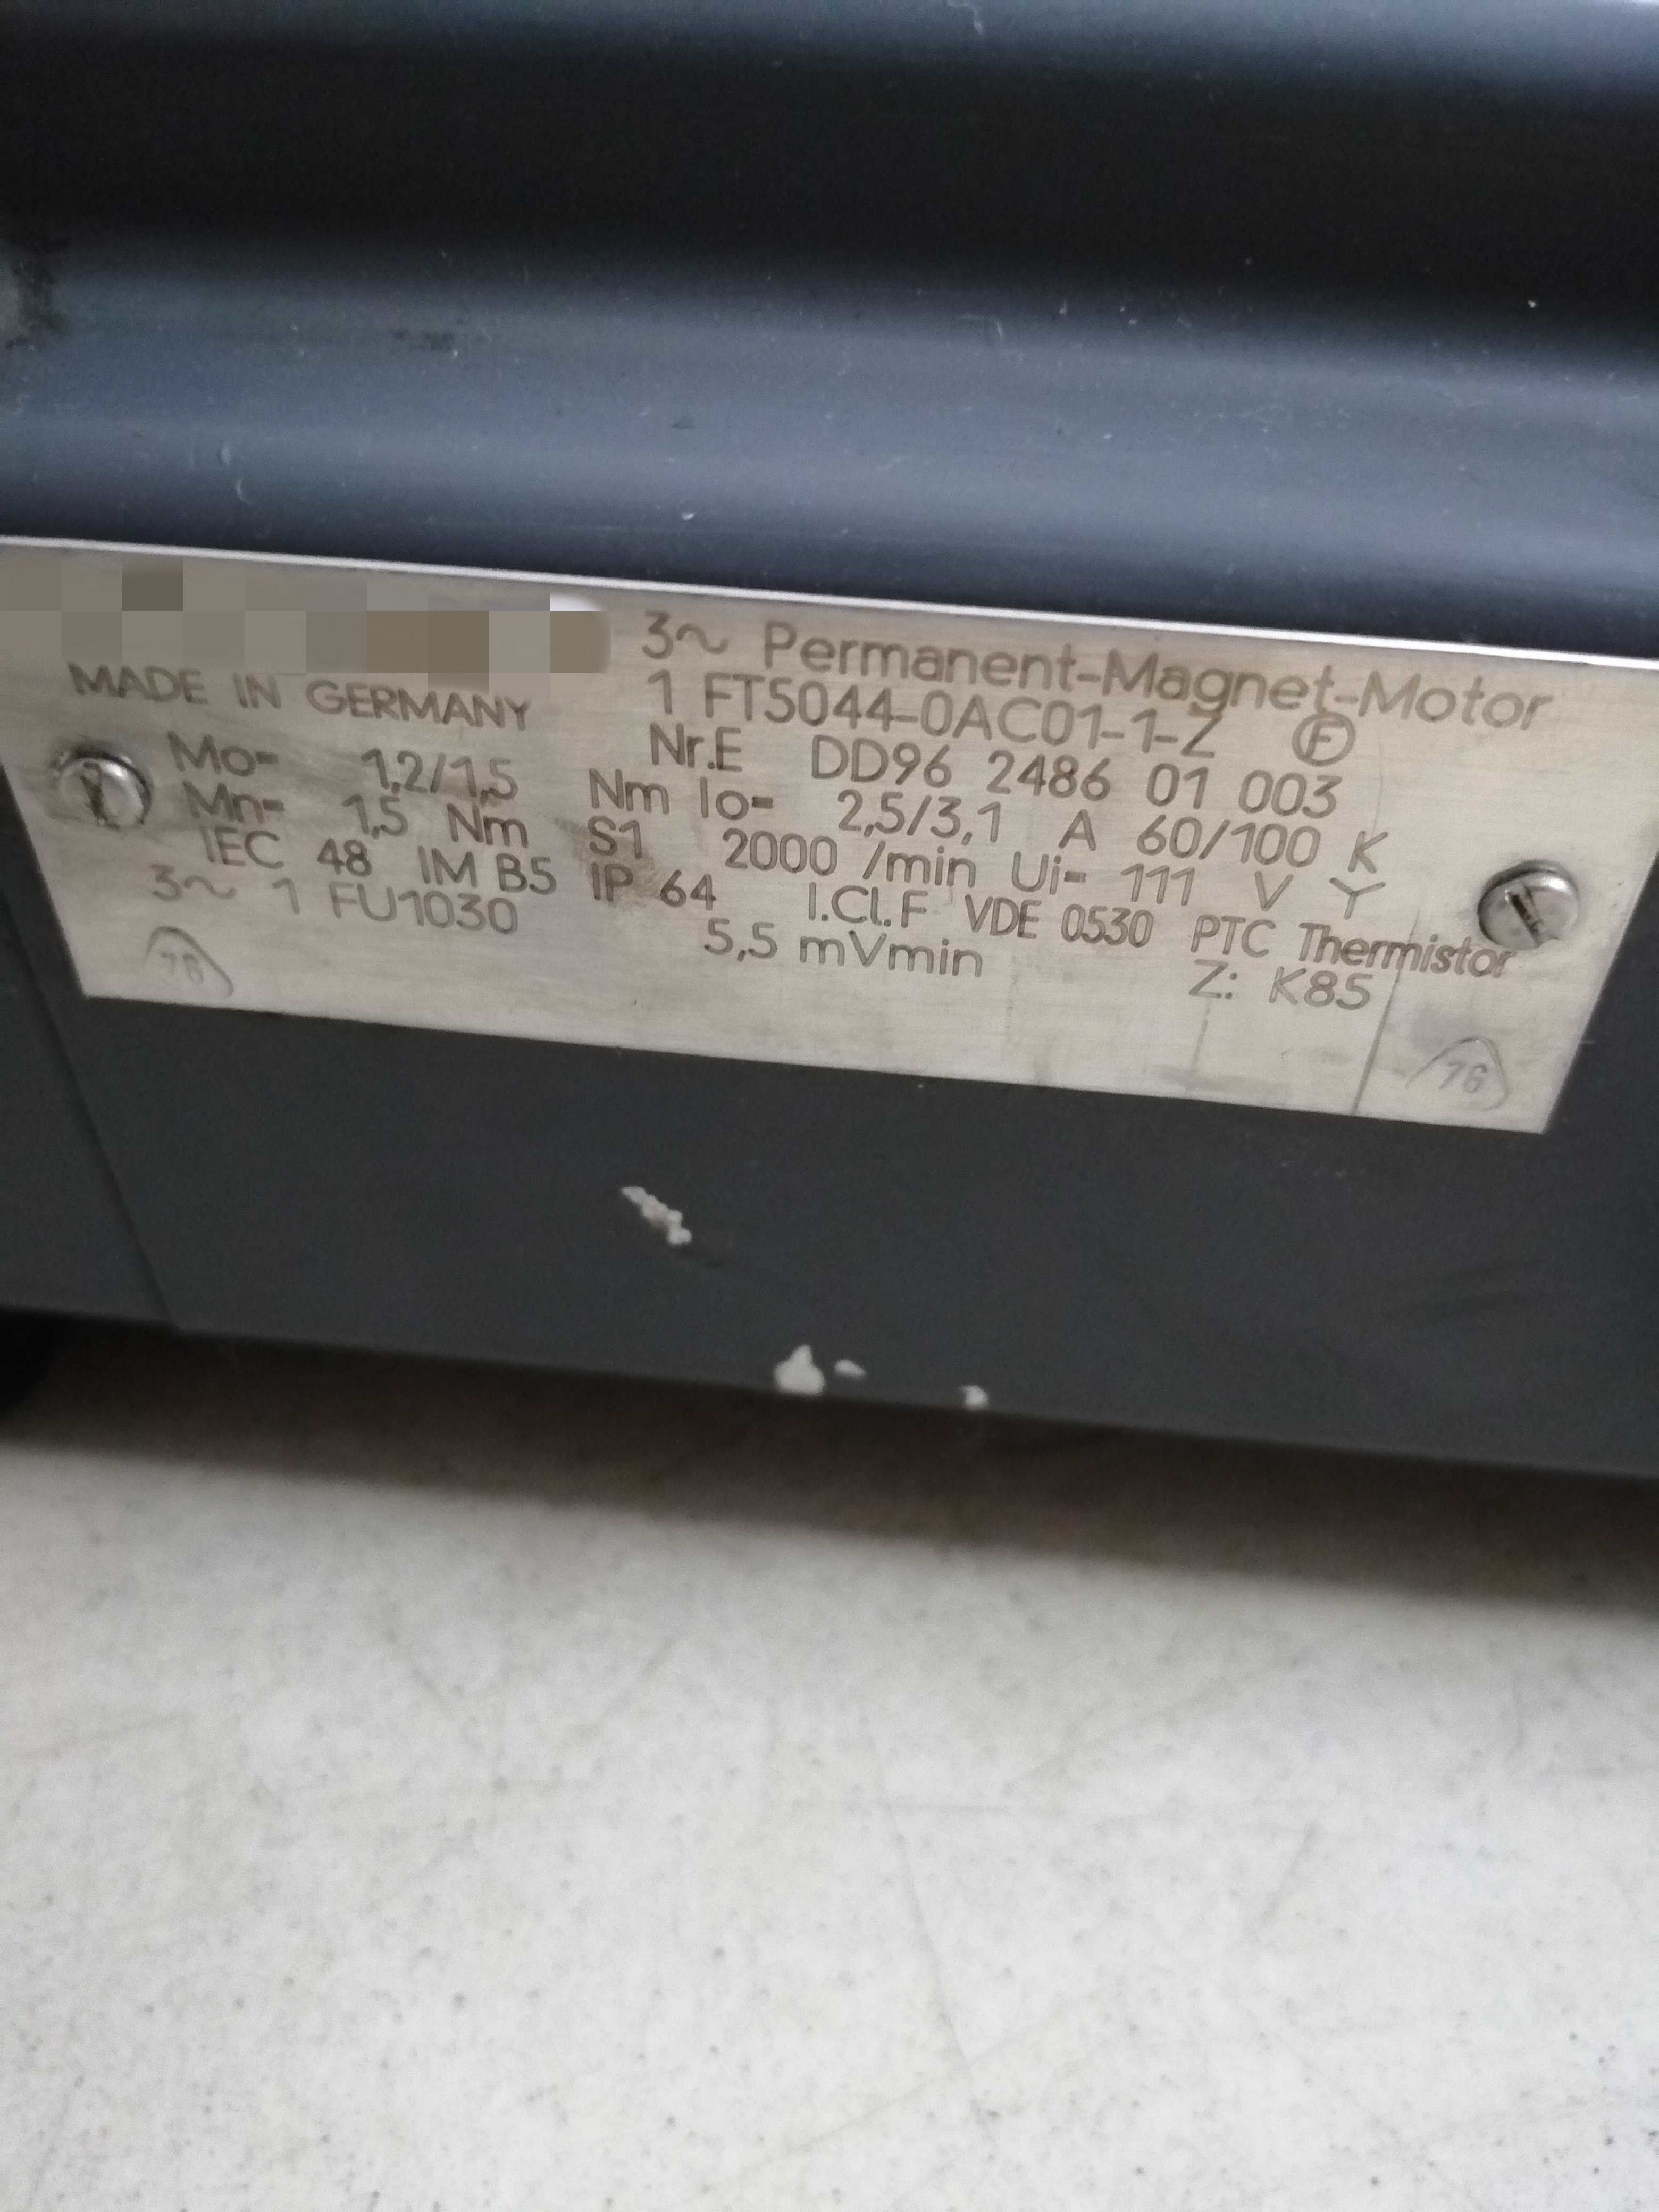 3~ Permanent-Magnet-Motor
MADE IN GERMANY 1 FT5044-0AC01-1-Z F
Nr.E DD96 2486 01 003
Mo= 1,2/1,5 Nm Io= 2,5/3,1 A 60/100 K
Mn= 1,5 Nm S1 2000 /min Ui= 111 V Y
IEC 48 IM B5 IP 64 I.Cl.F VDE 0530 PTC Thermistor
3~ 1 FU1030 5,5 mVmin Z: K85
76 76